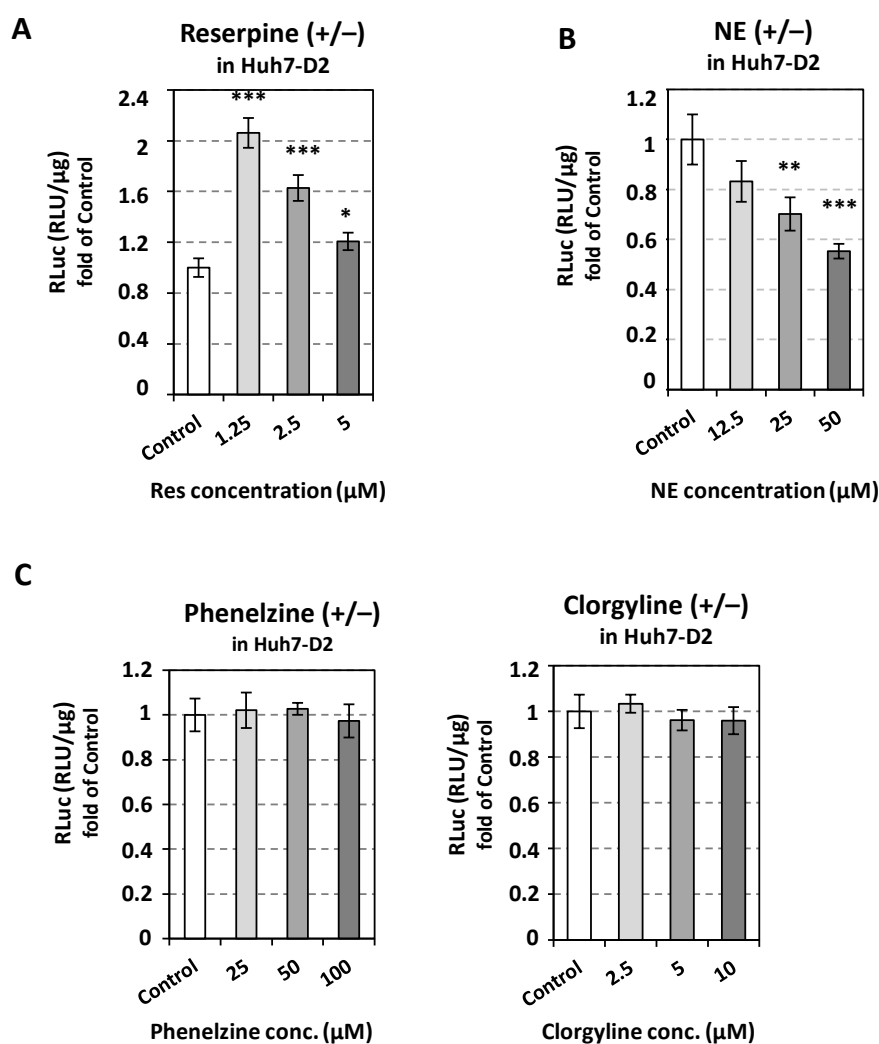 A
Reserpine (+/–)
in Huh7-D2
RLuc (RLU/µg)
fold of Control
2.4
2
1.6
1.2
0.8
0.4
0
***
***
*
Control
1.25
2.5
5
Res concentration (µM)
B
NE (+/–)
in Huh7-D2
RLuc (RLU/µg)
fold of Control
1.2
1
0.8
0.6
0.4
0.2
0
**
***
Control
12.5
25
50
NE concentration (µM)
C
Phenelzine (+/–)
in Huh7-D2
RLuc (RLU/µg)
fold of Control
1.2
1
0.8
0.6
0.4
0.2
0
Control
25
50
100
Phenelzine conc. (µM)
Clorgyline (+/–)
in Huh7-D2
RLuc (RLU/µg)
fold of Control
1.2
1
0.8
0.6
0.4
0.2
0
Control
2.5
5
10
Clorgyline conc. (µM)